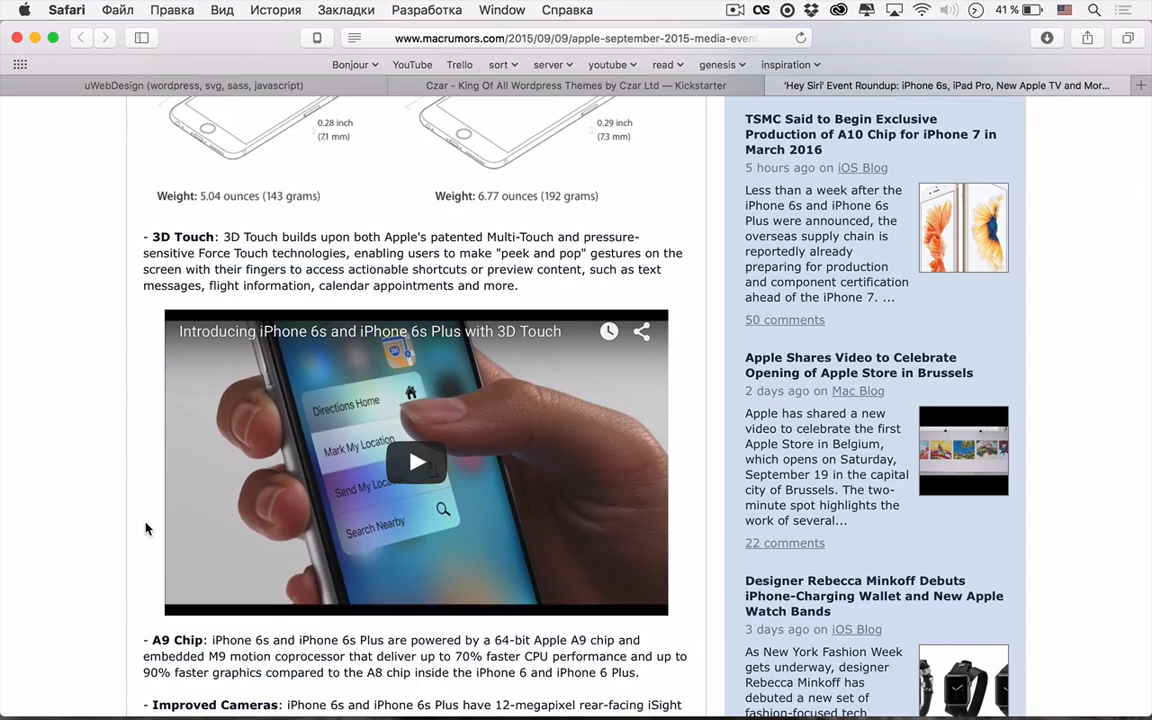 Safari Файл Правка Вид История Закладки Разработка Window Справка 41 %
www.macrumors.com/2015/09/09/apple-september-2015-media-even
Bonjour YouTube Trello sort server youtube read genesis inspiration
uWebDesign (wordpress, svg, sass, javascript) Czar - King Of All Wordpress Themes by Czar Ltd — Kickstarter 'Hey Siri' Event Roundup: iPhone 6s, iPad Pro, New Apple TV and Mor...
0.28 inch
(7.1 mm)
0.29 inch
(7.3 mm)
Weight: 5.04 ounces (143 grams) Weight: 6.77 ounces (192 grams)
- 3D Touch: 3D Touch builds upon both Apple's patented Multi-Touch and pressure-
sensitive Force Touch technologies, enabling users to make "peek and pop" gestures on the
screen with their fingers to access actionable shortcuts or preview content, such as text
messages, flight information, calendar appointments and more.
Introducing iPhone 6s and iPhone 6s Plus with 3D Touch
Directions Home
Mark My Location
Send My Loc
Search Nearby
- A9 Chip: iPhone 6s and iPhone 6s Plus are powered by a 64-bit Apple A9 chip and
embedded M9 motion coprocessor that deliver up to 70% faster CPU performance and up to
90% faster graphics compared to the A8 chip inside the iPhone 6 and iPhone 6 Plus.
- Improved Cameras: iPhone 6s and iPhone 6s Plus have 12-megapixel rear-facing iSight
TSMC Said to Begin Exclusive
Production of A10 Chip for iPhone 7 in
March 2016
5 hours ago on iOS Blog
Less than a week after the
iPhone 6s and iPhone 6s
Plus were announced, the
overseas supply chain is
reportedly already
preparing for production
and component certification
ahead of the iPhone 7. ...
50 comments
Apple Shares Video to Celebrate
Opening of Apple Store in Brussels
2 days ago on Mac Blog
Apple has shared a new
video to celebrate the first
Apple Store in Belgium,
which opens on Saturday,
September 19 in the capital
city of Brussels. The two-
minute spot highlights the
work of several...
22 comments
Designer Rebecca Minkoff Debuts
iPhone-Charging Wallet and New Apple
Watch Bands
3 days ago on iOS Blog
As New York Fashion Week
gets underway, designer
Rebecca Minkoff has
debuted a new set of
fashion-focused tech